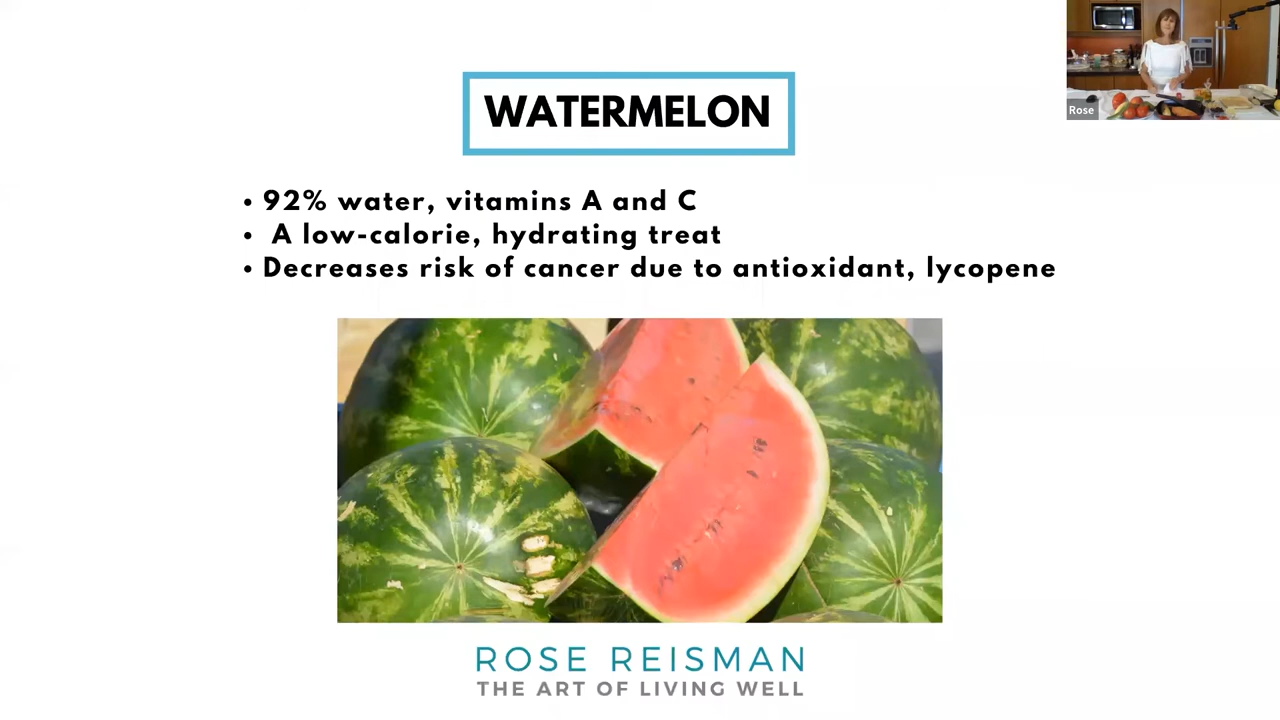 WATERMELON
• 92% water, vitamins A and C
• A low-calorie, hydrating treat
• Decreases risk of cancer due to antioxidant, lycopene
Rose
ROSE REISMAN
THE ART OF LIVING WELL